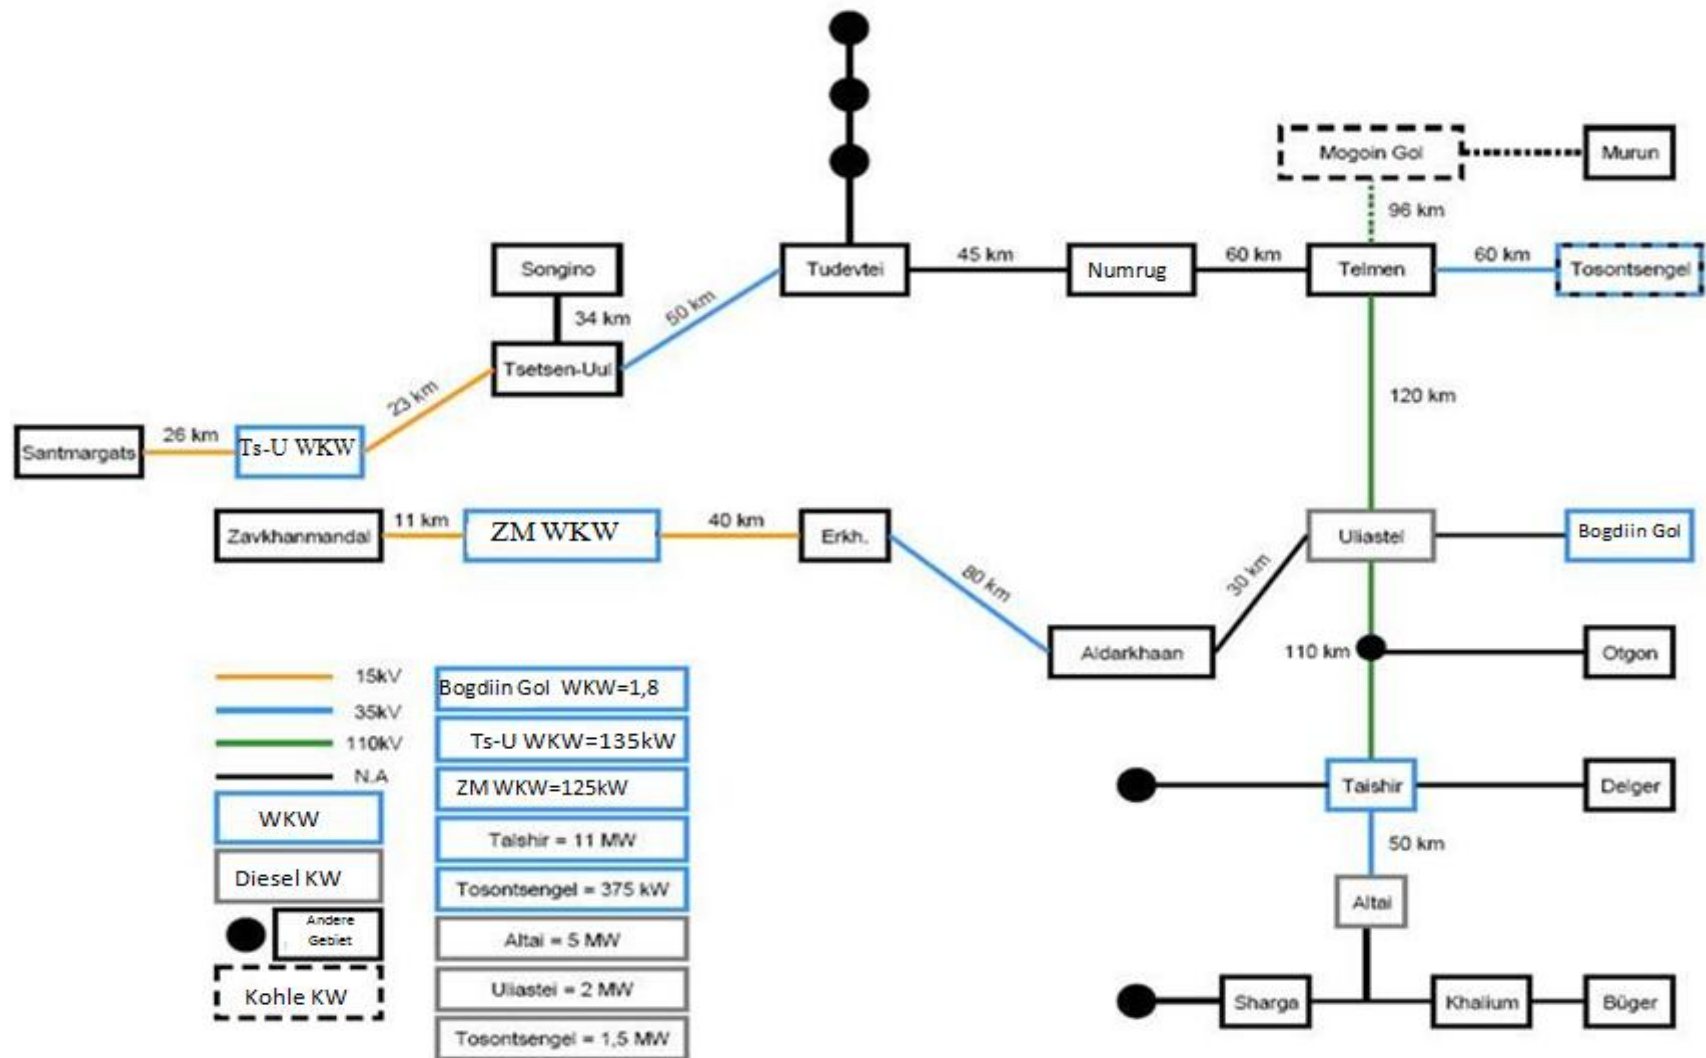 Mogoin Gol
Murun
96 km
Songino
Tudevtei
45 km
Numrug
60 km
Telmen
60 km
Tosontsengel
50 km
34 km
Tsetsen-Uul
23 km
120 km
Santmargats
26 km
Ts-U WKW
Zavkhanmandal
11 km
ZM WKW
40 km
Erkh.
80 km
30 km
Uliastei
Bogdiin Gol
Aldarkhaan
110 km
Otgon
Taishir
Delger
50 km
Altai
Sharga
Khalium
Büger
15kV
35kV
110kV
N.A
WKW
Diesel KW
Andere
Gebiet
Kohle KW
Bogdiin Gol WKW=1,8
Ts-U WKW=135kW
ZM WKW=125kW
Taishir = 11 MW
Tosontsengel = 375 kW
Altai = 5 MW
Uliastei = 2 MW
Tosontsengel = 1,5 MW